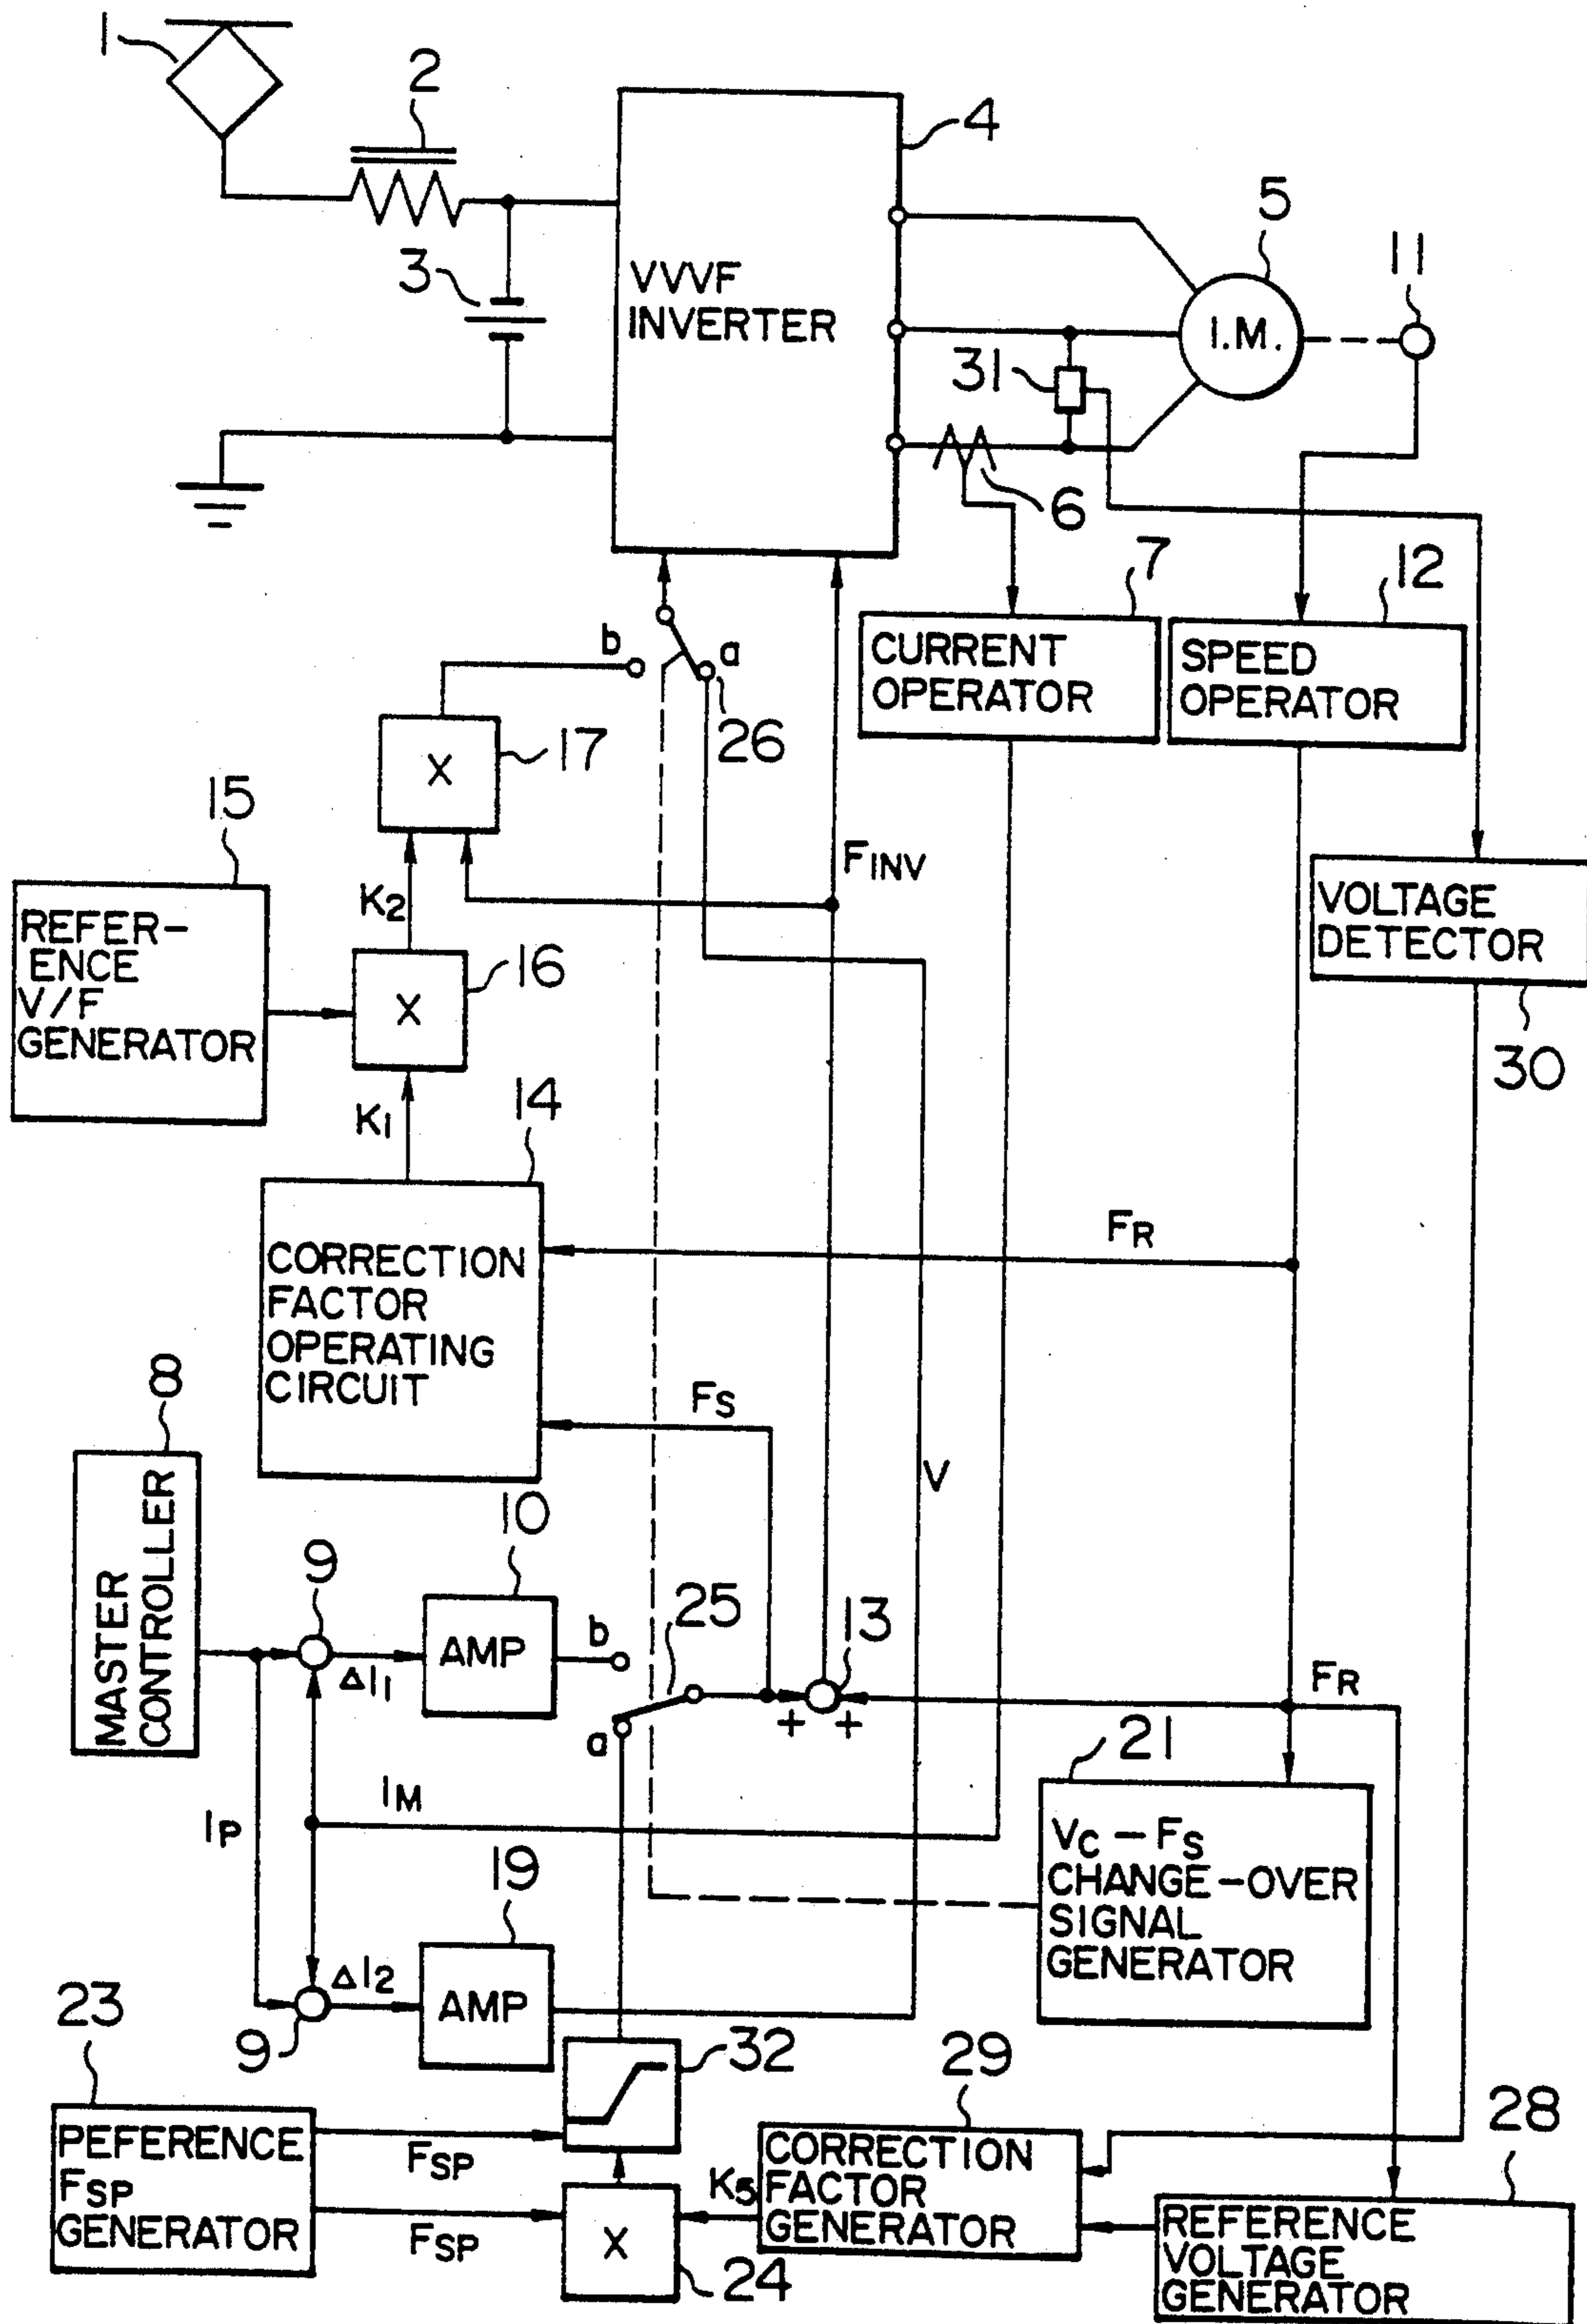 1
2
4
5
11
3
VVVF
INVERTER
I.M.
31
6
7
12
b
a
CURRENT
OPERATOR
SPEED
OPERATOR
26
17
X
15
FINV
K2
VOLTAGE
DETECTOR
REFER-
ENCE
V/F
GENERATOR
16
X
30
K1
14
FR
CORRECTION
FACTOR
OPERATING
CIRCUIT
8
FS
V
MASTER
CONTROLLER
10
9
25
13
AMP
b
ΔI1
FR
a
+
+
21
IM
IP
VC-FS
CHANGE-OVER
SIGNAL
GENERATOR
19
ΔI2
AMP
23
9
32
29
28
PEFERENCE
FSP
GENERATOR
FSP
CORRECTION
FACTOR
GENERATOR
K5
FSP
X
24
REFERENCE
VOLTAGE
GENERATOR